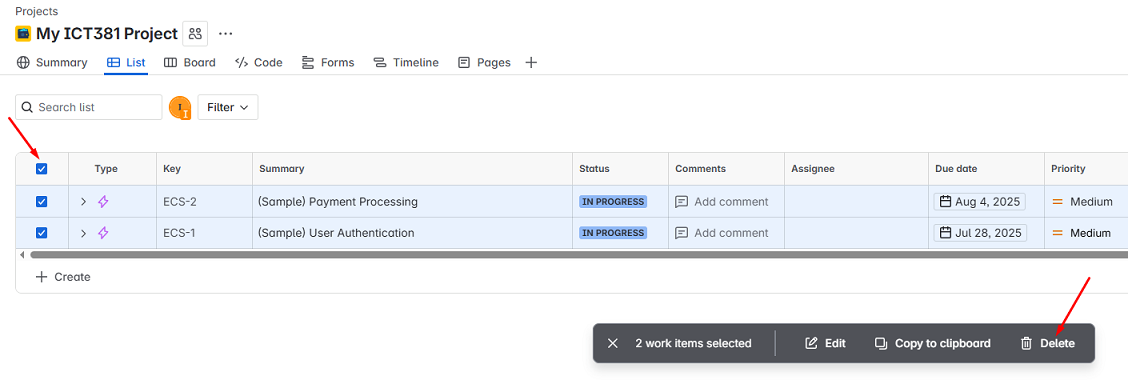 Projects
My ICT381 Project
Summary List Board Code Forms Timeline Pages
Search list I I Filter
Type Key Summary Status Comments Assignee Due date Priority
ECS-2 (Sample) Payment Processing IN PROGRESS Add comment Aug 4, 2025 Medium
ECS-1 (Sample) User Authentication IN PROGRESS Add comment Jul 28, 2025 Medium
Create
2 work items selected Edit Copy to clipboard Delete